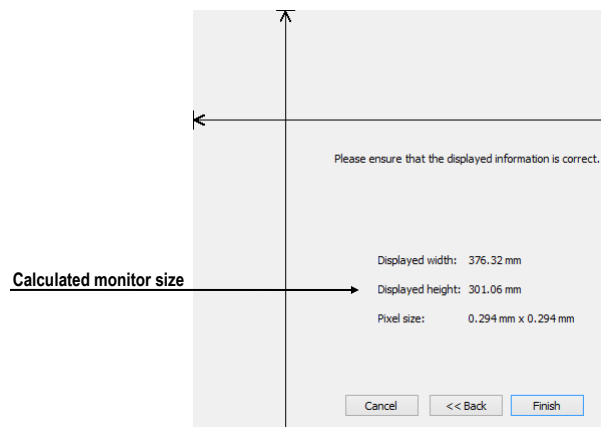 Please ensure that the displayed information is correct.
Displayed width: 376.32 mm
Calculated monitor size
Displayed height: 301.06 mm
Pixel size: 0.294 mm x 0.294 mm
Cancel << Back Finish